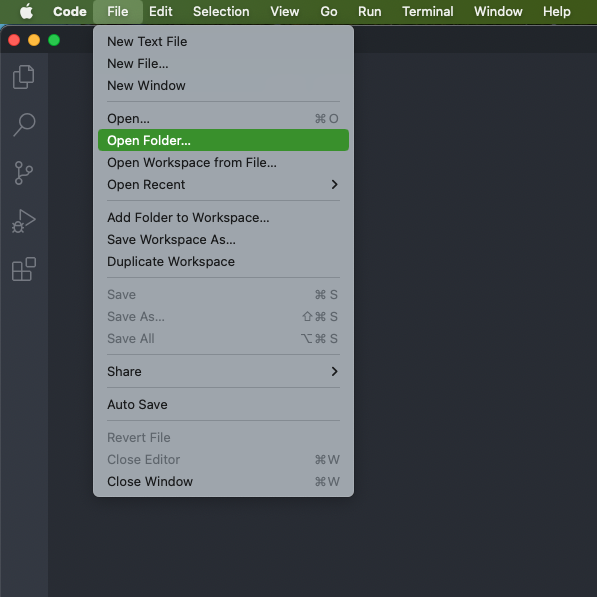 Code File Edit Selection View Go Run Terminal Window Help
New Text File
New File...
New Window
Open... ⌘ O
Open Folder...
Open Workspace from File...
Open Recent
Add Folder to Workspace...
Save Workspace As...
Duplicate Workspace
Save ⌘ S
Save As... ⇧⌘ S
Save All ⌥⌘ S
Share
Auto Save
Revert File
Close Editor ⌘W
Close Window ⌘W